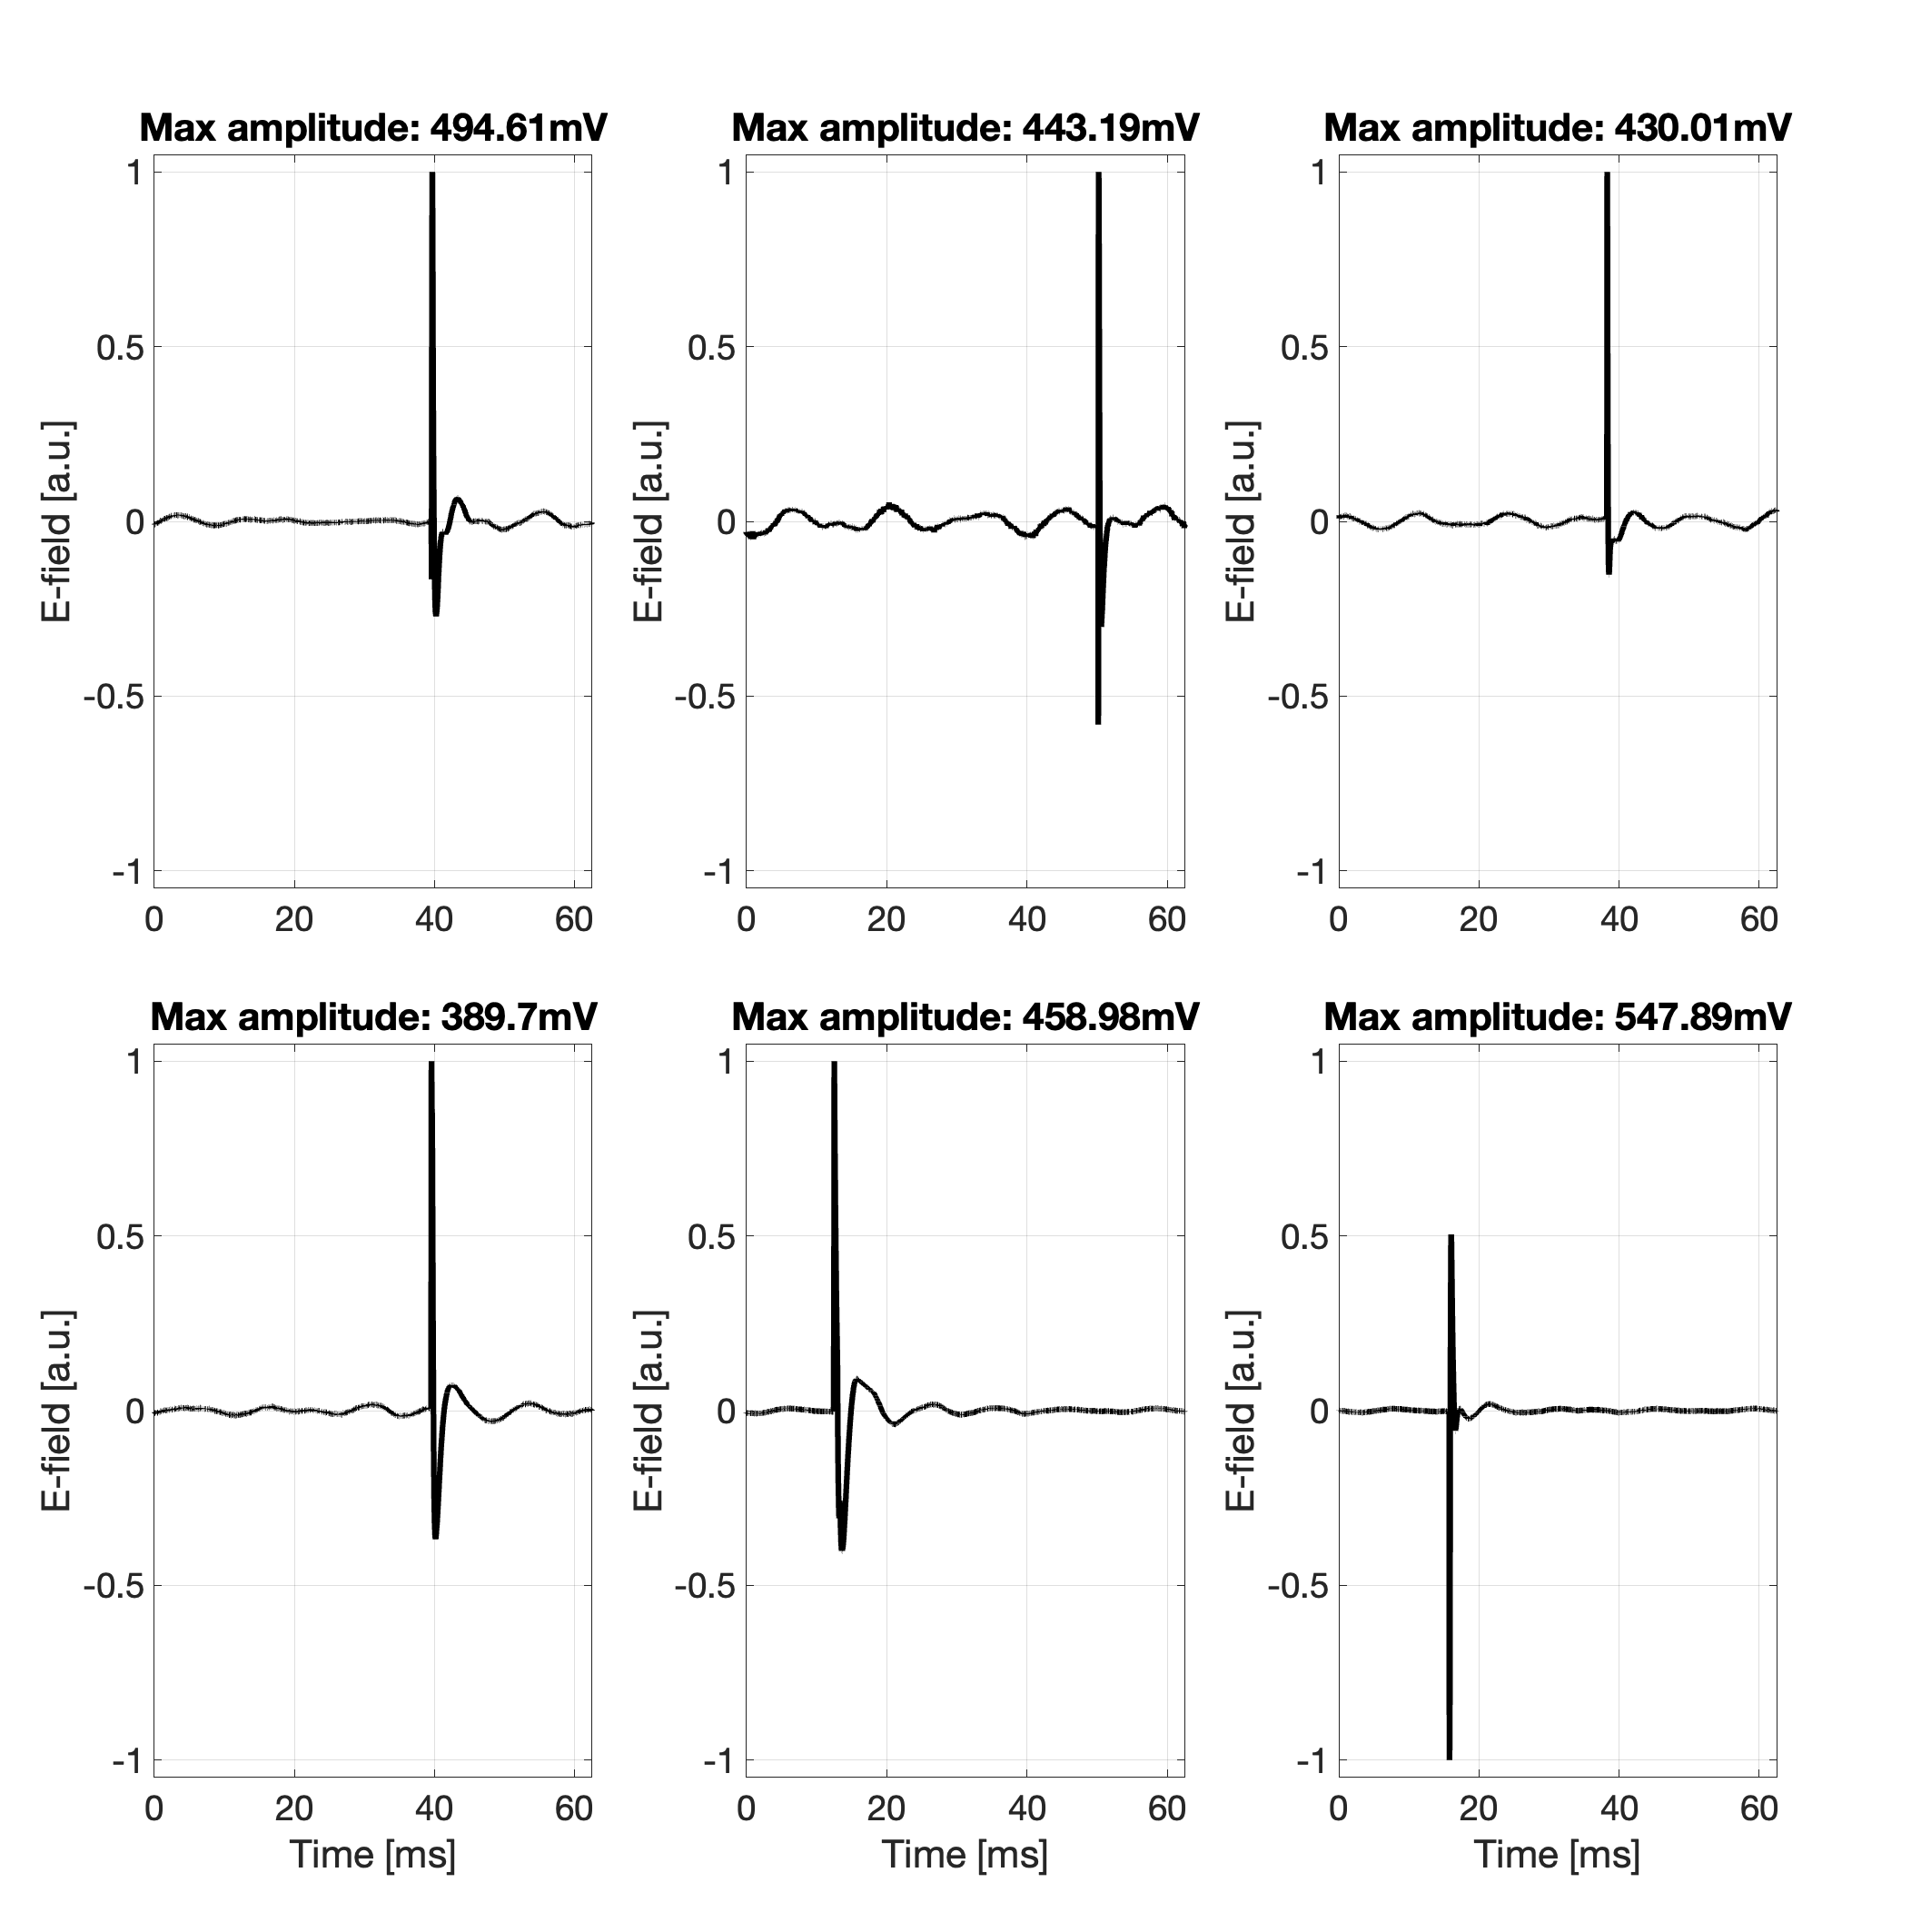 Max amplitude: 494.61mV
1
0.5
0
-0.5
-1
E-field [a.u.]
0 20 40 60
Max amplitude: 443.19mV
1
0.5
0
-0.5
-1
E-field [a.u.]
0 20 40 60
Max amplitude: 430.01mV
1
0.5
0
-0.5
-1
E-field [a.u.]
0 20 40 60
Max amplitude: 389.7mV
1
0.5
0
-0.5
-1
E-field [a.u.]
0 20 40 60
Time [ms]
Max amplitude: 458.98mV
1
0.5
0
-0.5
-1
E-field [a.u.]
0 20 40 60
Time [ms]
Max amplitude: 547.89mV
1
0.5
0
-0.5
-1
E-field [a.u.]
0 20 40 60
Time [ms]